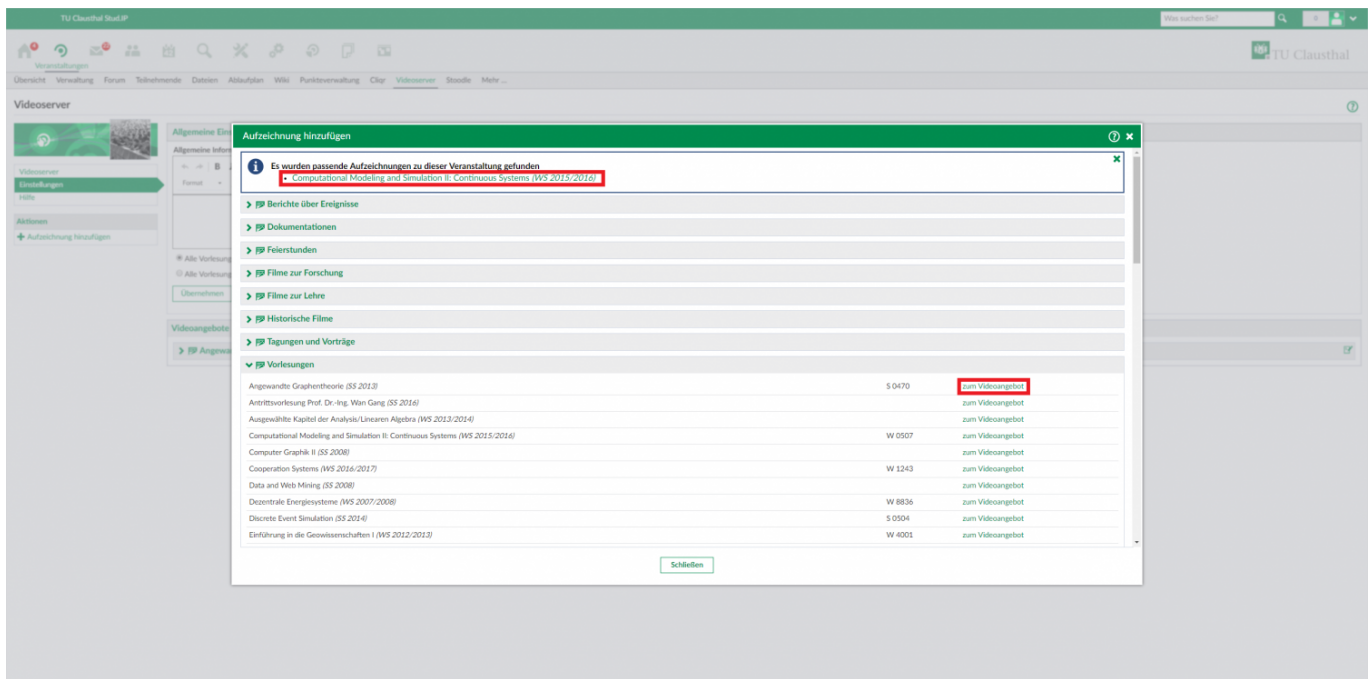 TU Clausthal Stud.IP
Was suchen Sie?
0
Veranstaltungen
TU Clausthal
Übersicht Verwaltung Forum Teilnehmende Dateien Ablaufplan Wiki Punkteverwaltung Cliqr Videoserver Stoodle Mehr ...
Videoserver
Allgemeine Ein
Allgemeine Infor
Format
Videoserver
Einstellungen
Hilfe
Aktionen
Aufzeichnung hinzufügen
Alle Vorlesung
Alle Vorlesung
Übernehmen
Videoangebote
Angewa
Aufzeichnung hinzufügen
Es wurden passende Aufzeichnungen zu dieser Veranstaltung gefunden
• Computational Modeling and Simulation II: Continuous Systems (WS 2015/2016)
Berichte über Ereignisse
Dokumentationen
Feierstunden
Filme zur Forschung
Filme zur Lehre
Historische Filme
Tagungen und Vorträge
Vorlesungen
Angewandte Graphentheorie (SS 2013) S 0470 zum Videoangebot
Antrittsvorlesung Prof. Dr.-Ing. Wan Gang (SS 2016) zum Videoangebot
Ausgewählte Kapitel der Analysis/Linearen Algebra (WS 2013/2014) zum Videoangebot
Computational Modeling and Simulation II: Continuous Systems (WS 2015/2016) W 0507 zum Videoangebot
Computer Graphik II (SS 2008) zum Videoangebot
Cooperation Systems (WS 2016/2017) W 1243 zum Videoangebot
Data and Web Mining (SS 2008) zum Videoangebot
Dezentrale Energiesysteme (WS 2007/2008) W 8836 zum Videoangebot
Discrete Event Simulation (SS 2014) S 0504 zum Videoangebot
Einführung in die Geowissenschaften I (WS 2012/2013) W 4001 zum Videoangebot
Schließen